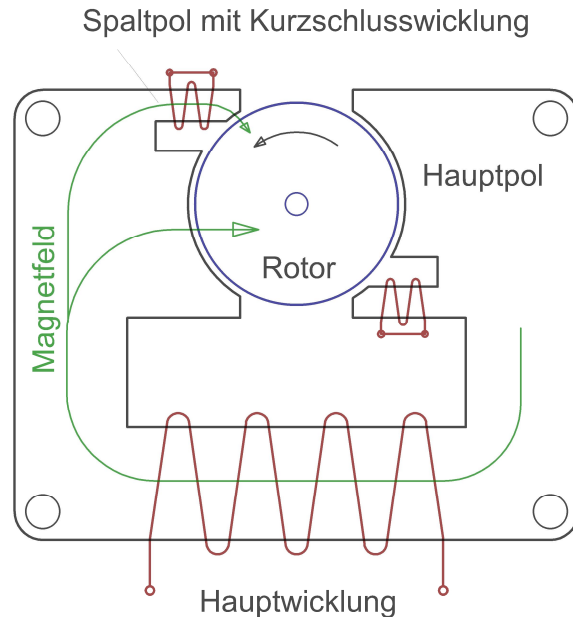 Spaltpol mit Kurzschlusswicklung
Hauptpol
Rotor
Magnetfeld
Hauptwicklung